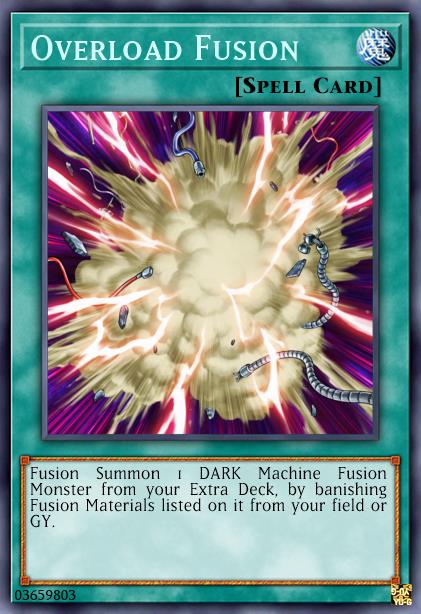 OVERLOAD FUSION
魔
[SPELL CARD]
Fusion Summon 1 DARK Machine Fusion
Monster from your Extra Deck, by banishing
Fusion Materials listed on it from your field or
GY.
03659803